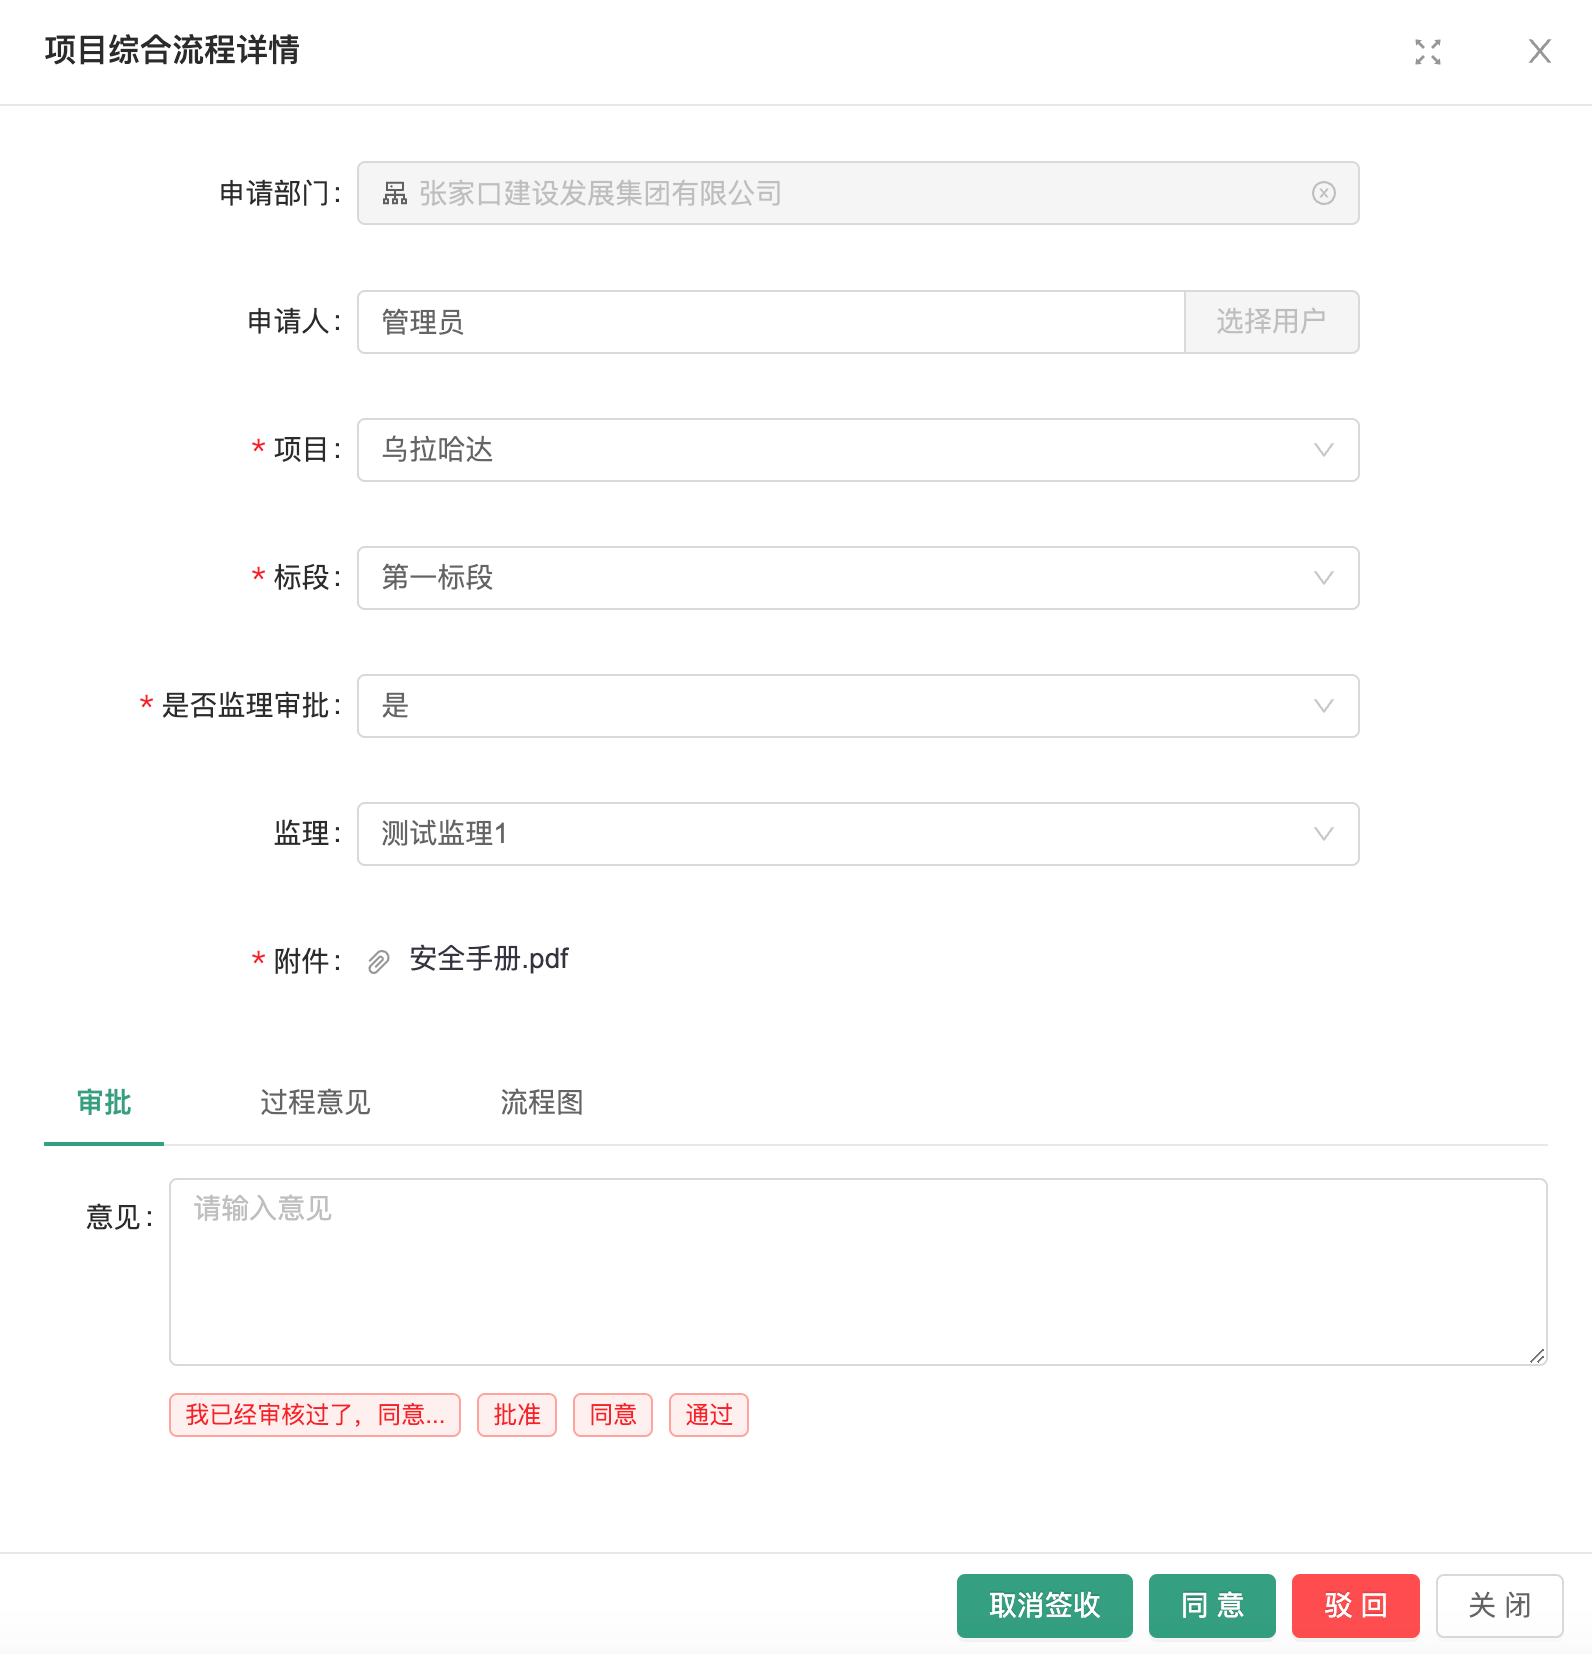 项目综合流程详情
申请部门: 张家口建设发展集团有限公司
申请人: 管理员 选择用户
* 项目: 乌拉哈达
* 标段: 第一标段
* 是否监理审批: 是
监理: 测试监理1
* 附件: 安全手册.pdf
审批 过程意见 流程图
意见: 请输入意见
我已经审核过了，同意... 批准 同意 通过
取消签收 同 意 驳 回 关 闭